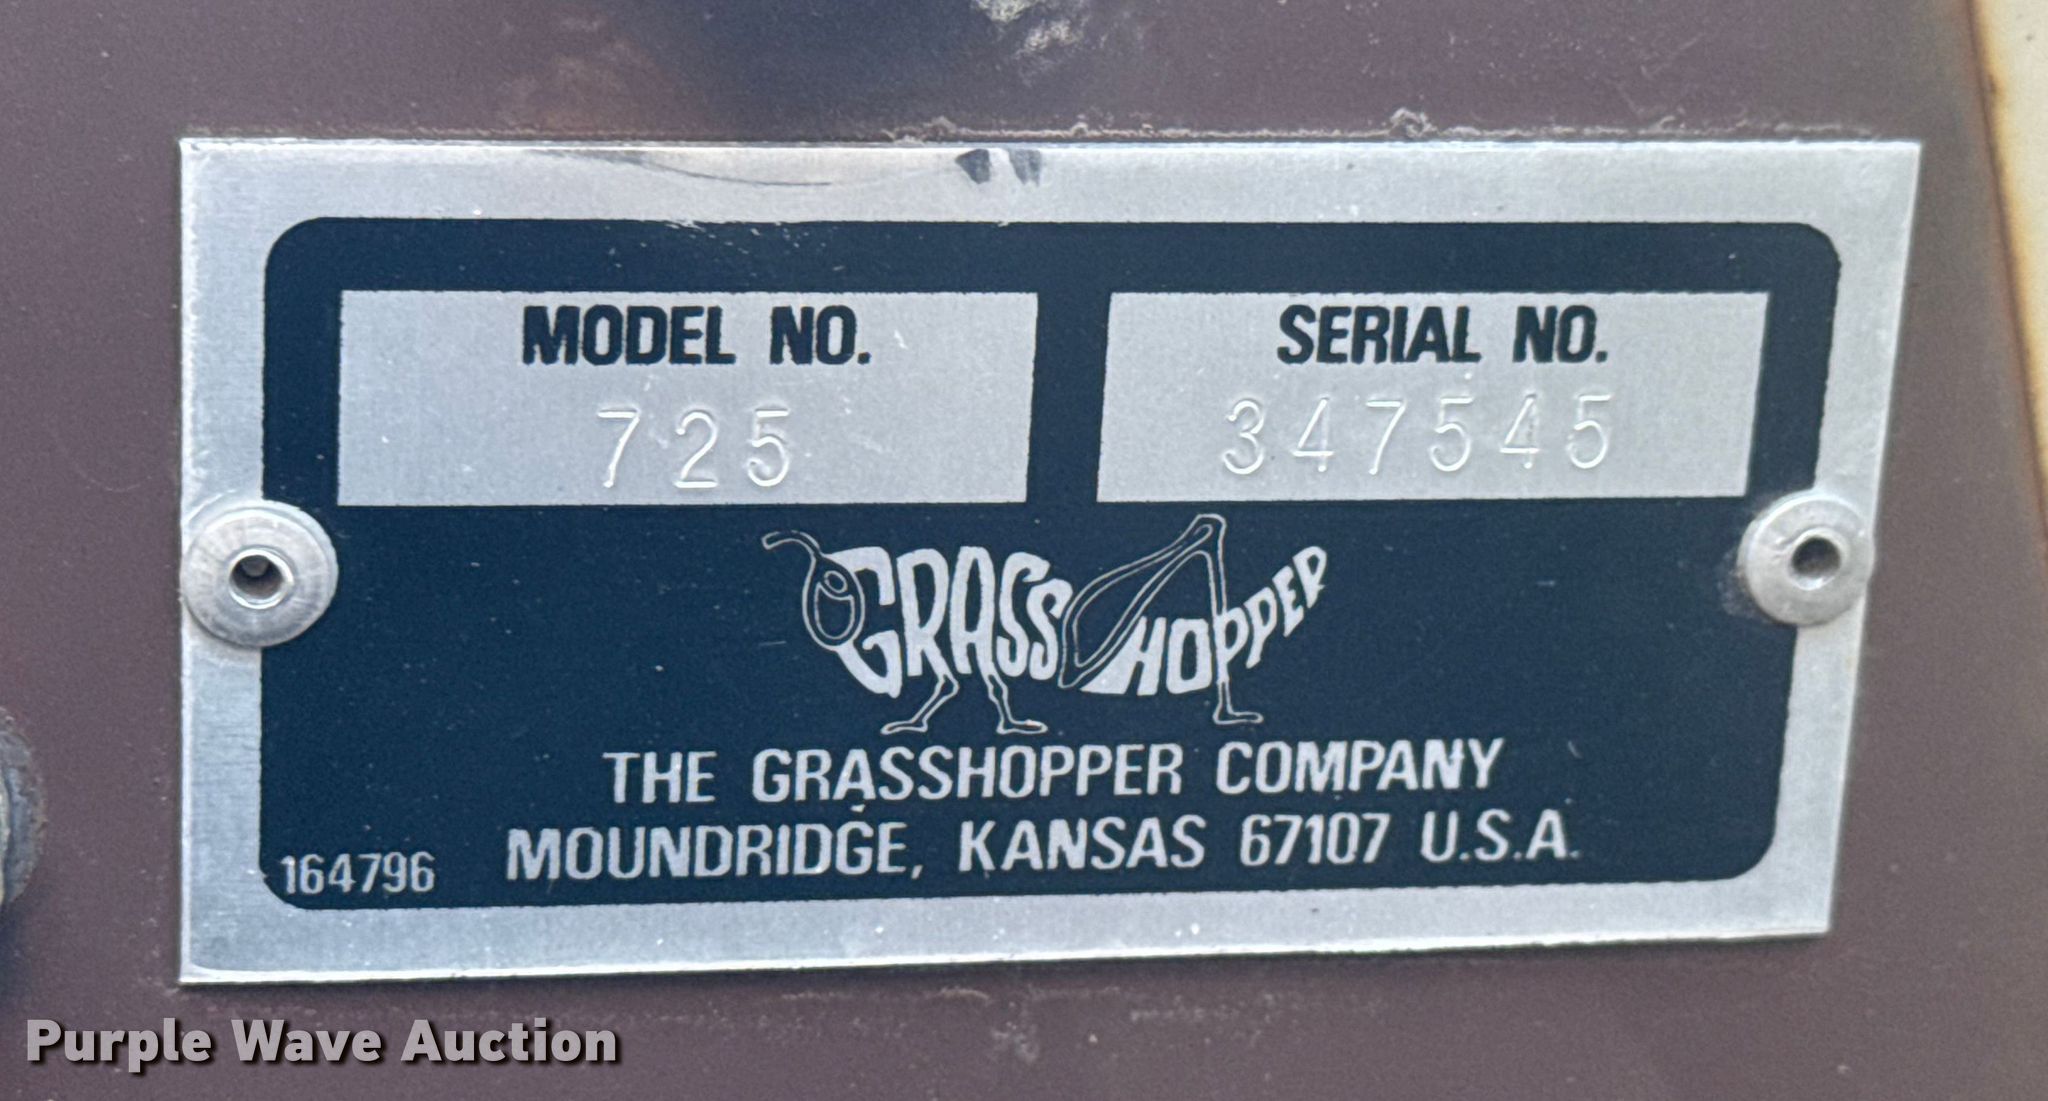 MODEL NO.
725
SERIAL NO.
347545
GRASSHOPPER
THE GRASSHOPPER COMPANY
MOUNDRIDGE, KANSAS 67107 U.S.A.
164796
Purple Wave Auction